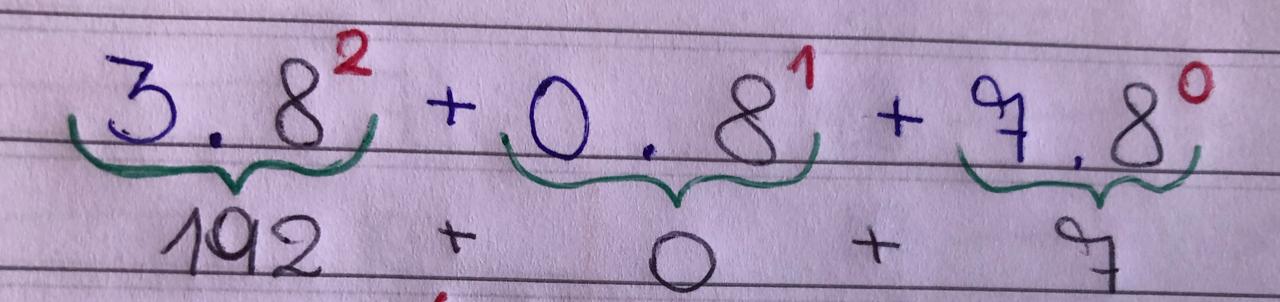 3 . 8² + 0 . 8¹ + 7 . 8⁰
192 + 0 + 7